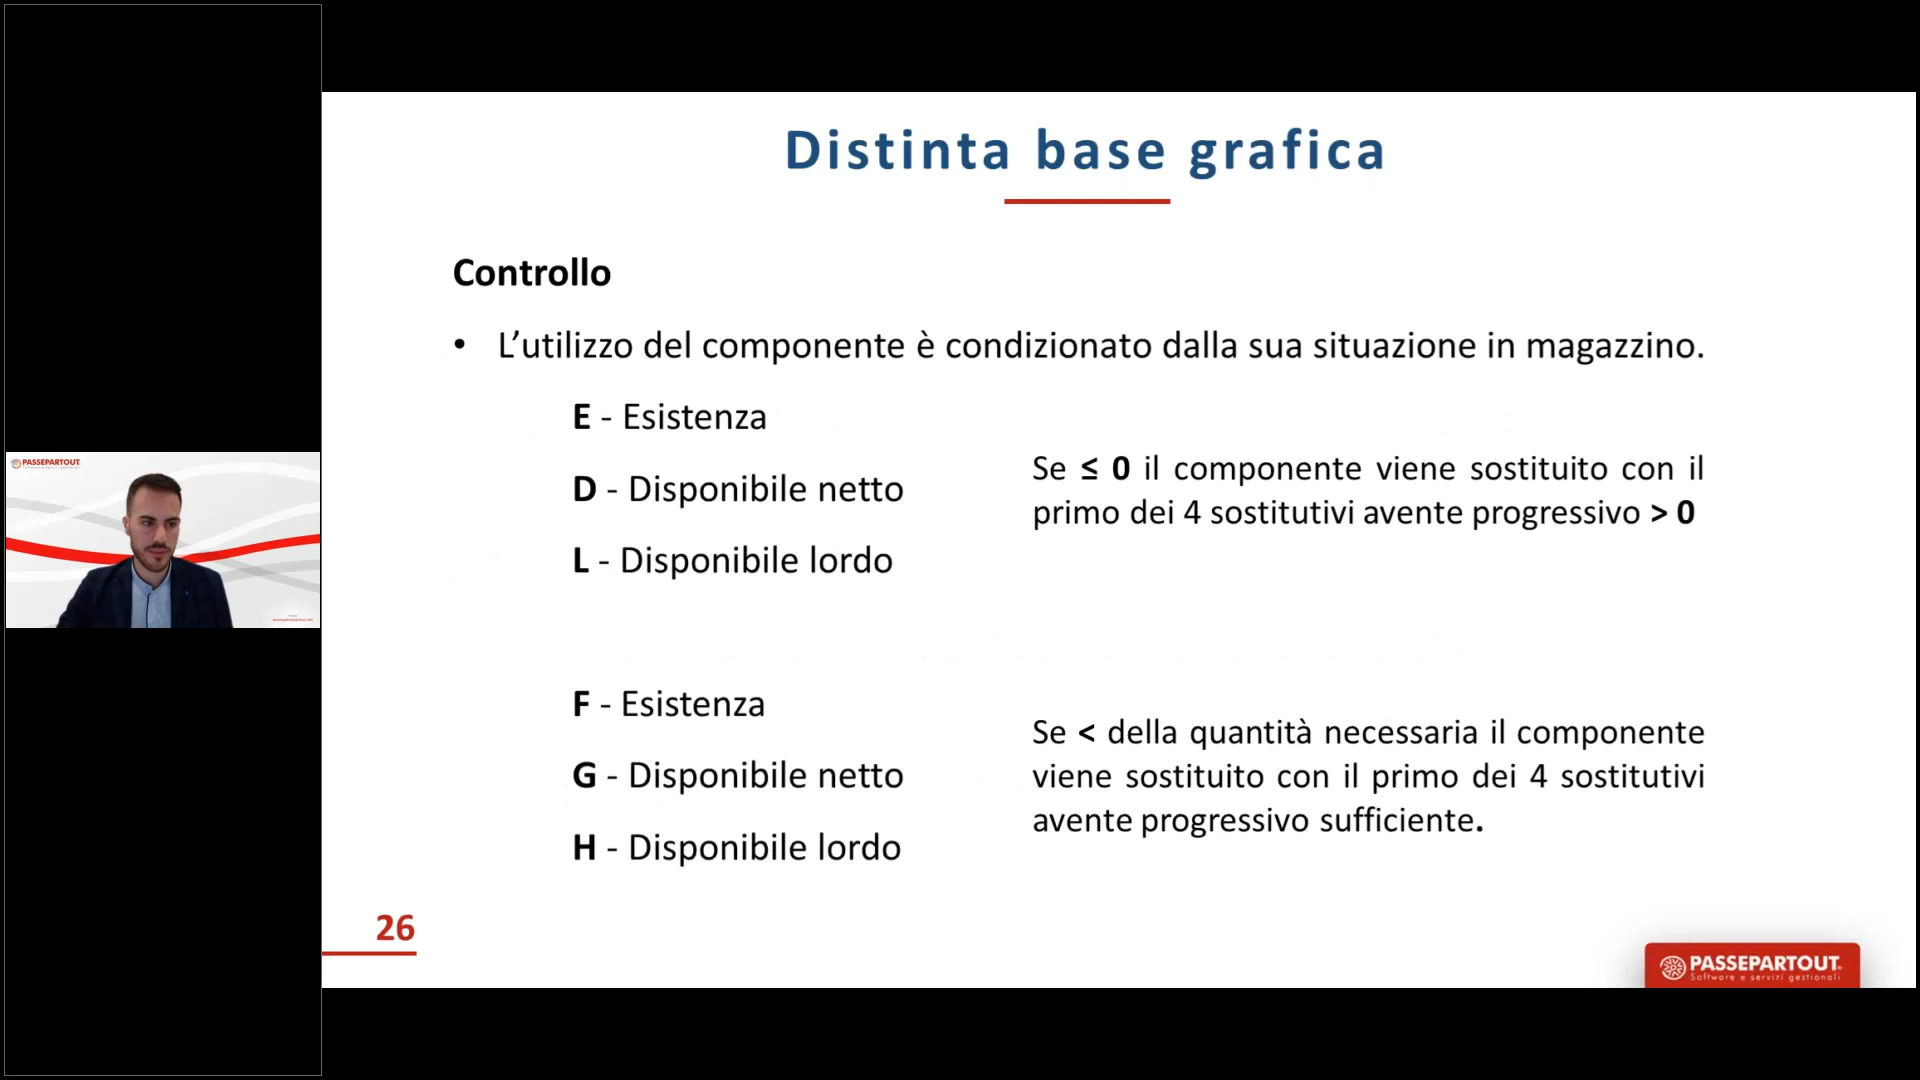 Distinta base grafica
Controllo
• L’utilizzo del componente è condizionato dalla sua situazione in magazzino.
E - Esistenza
D - Disponibile netto
L - Disponibile lordo
Se ≤ 0 il componente viene sostituito con il
primo dei 4 sostitutivi avente progressivo > 0
F - Esistenza
G - Disponibile netto
H - Disponibile lordo
Se < della quantità necessaria il componente
viene sostituito con il primo dei 4 sostitutivi
avente progressivo sufficiente.
26
PASSEPARTOUT
Software e servizi gestionali
PASSEPARTOUT